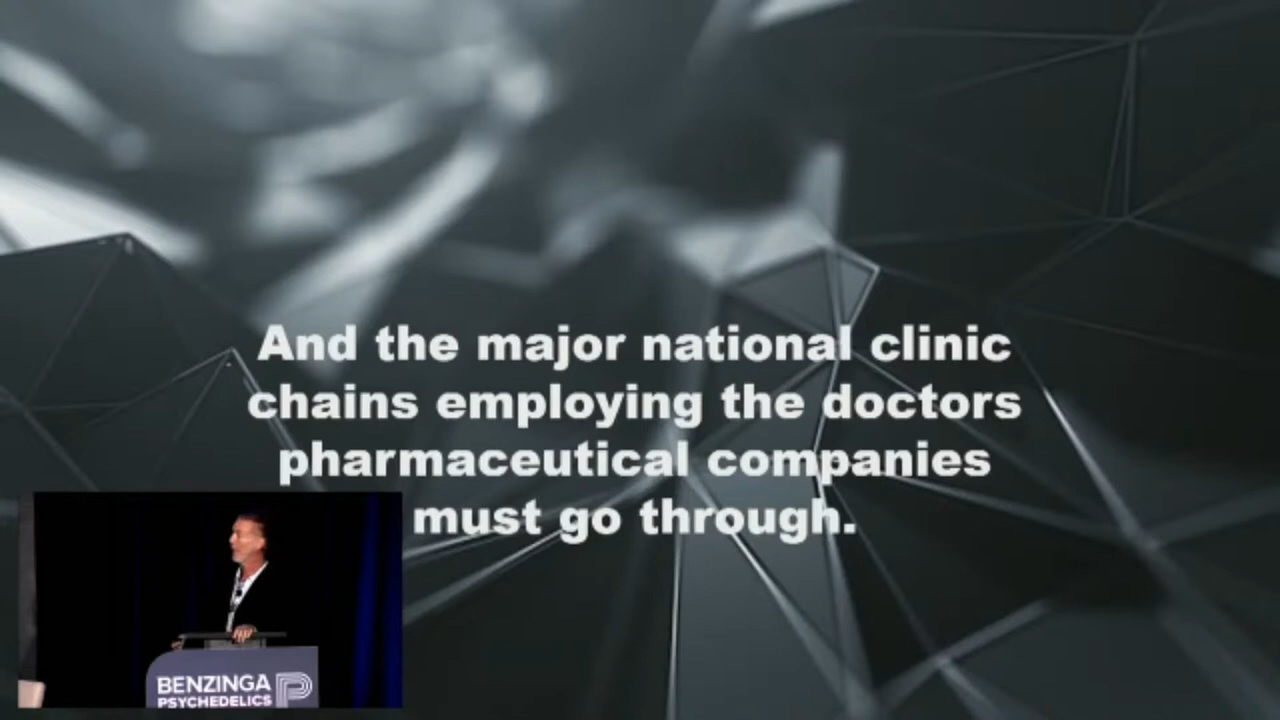 And the major national clinic
chains employing the doctors
pharmaceutical companies
must go through.
BENZINGA
PSYCHEDELICS